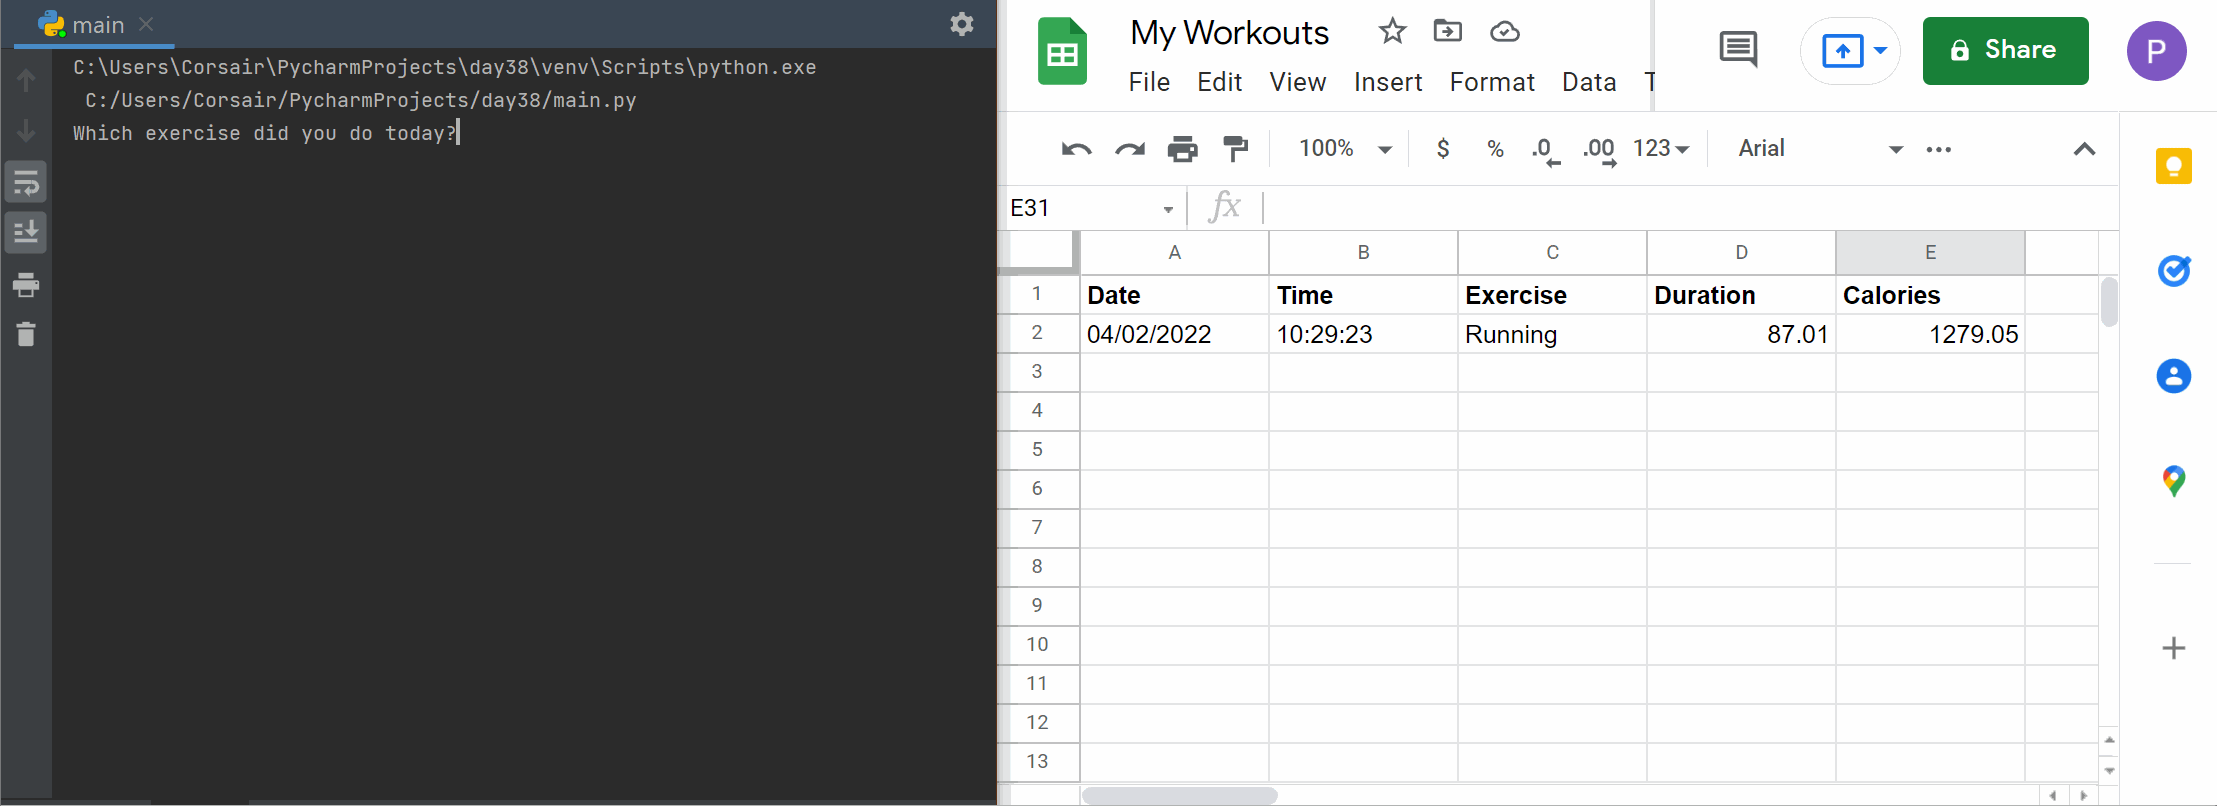 main
C:\Users\Corsair\PycharmProjects\day38\venv\Scripts\python.exe
C:/Users/Corsair/PycharmProjects/day38/main.py
Which exercise did you do today?
My Workouts
File Edit View Insert Format Data T
Share
P
100% $ % .0 .00 123 Arial
E31 fx
A B C D E
1 Date Time Exercise Duration Calories
2 04/02/2022 10:29:23 Running 87.01 1279.05
3
4
5
6
7
8
9
10
11
12
13